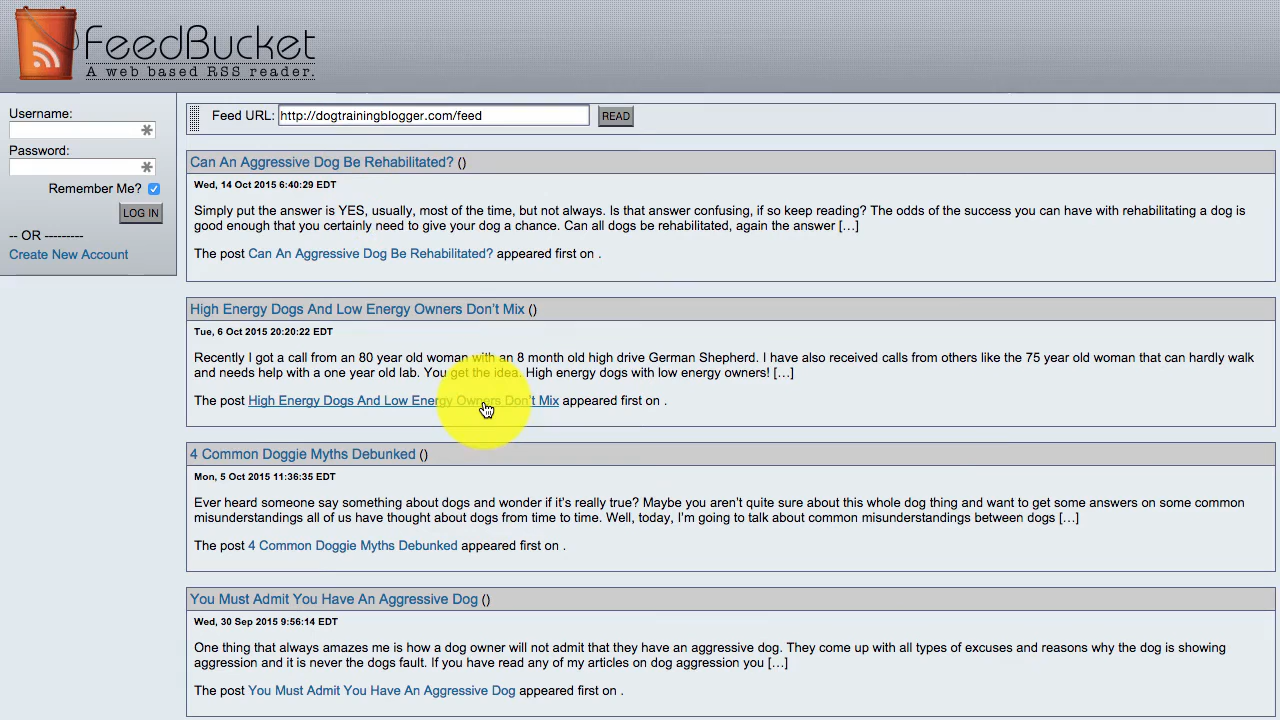 FeedBucket
A web based RSS reader.
Username:
Password:
Remember Me?
LOG IN
-- OR ---------
Create New Account
Feed URL: http://dogtrainingblogger.com/feed READ
Can An Aggressive Dog Be Rehabilitated? ()
Wed, 14 Oct 2015 6:40:29 EDT
Simply put the answer is YES, usually, most of the time, but not always. Is that answer confusing, if so keep reading? The odds of the success you can have with rehabilitating a dog is
good enough that you certainly need to give your dog a chance. Can all dogs be rehabilitated, again the answer […]
The post Can An Aggressive Dog Be Rehabilitated? appeared first on .
High Energy Dogs And Low Energy Owners Don’t Mix ()
Tue, 6 Oct 2015 20:20:22 EDT
Recently I got a call from an 80 year old woman with an 8 month old high drive German Shepherd. I have also received calls from others like the 75 year old woman that can hardly walk
and needs help with a one year old lab. You get the idea. High energy dogs with low energy owners! […]
The post High Energy Dogs And Low Energy Owners Don’t Mix appeared first on .
4 Common Doggie Myths Debunked ()
Mon, 5 Oct 2015 11:36:35 EDT
Ever heard someone say something about dogs and wonder if it’s really true? Maybe you aren’t quite sure about this whole dog thing and want to get some answers on some common
misunderstandings all of us have thought about dogs from time to time. Well, today, I’m going to talk about common misunderstandings between dogs […]
The post 4 Common Doggie Myths Debunked appeared first on .
You Must Admit You Have An Aggressive Dog ()
Wed, 30 Sep 2015 9:56:14 EDT
One thing that always amazes me is how a dog owner will not admit that they have an aggressive dog. They come up with all types of excuses and reasons why the dog is showing
aggression and it is never the dogs fault. If you have read any of my articles on dog aggression you […]
The post You Must Admit You Have An Aggressive Dog appeared first on .